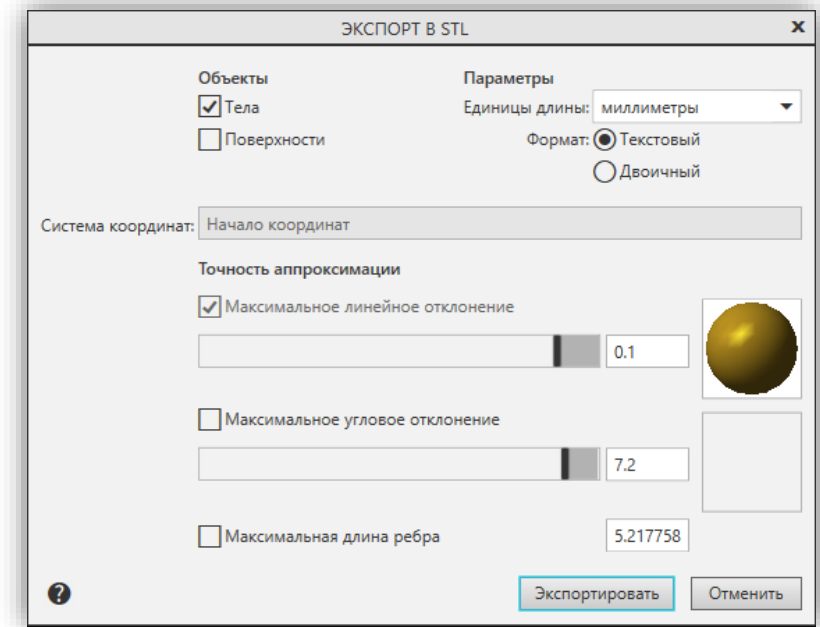 ЭКСПОРТ В STL x
Объекты Параметры
Тела Единицы длины: миллиметры
Поверхности Формат: Текстовый
Двоичный
Система координат: Начало координат
Точность аппроксимации
Максимальное линейное отклонение
0.1
Максимальное угловое отклонение
7.2
Максимальная длина ребра 5.217758
? Экспортировать Отменить